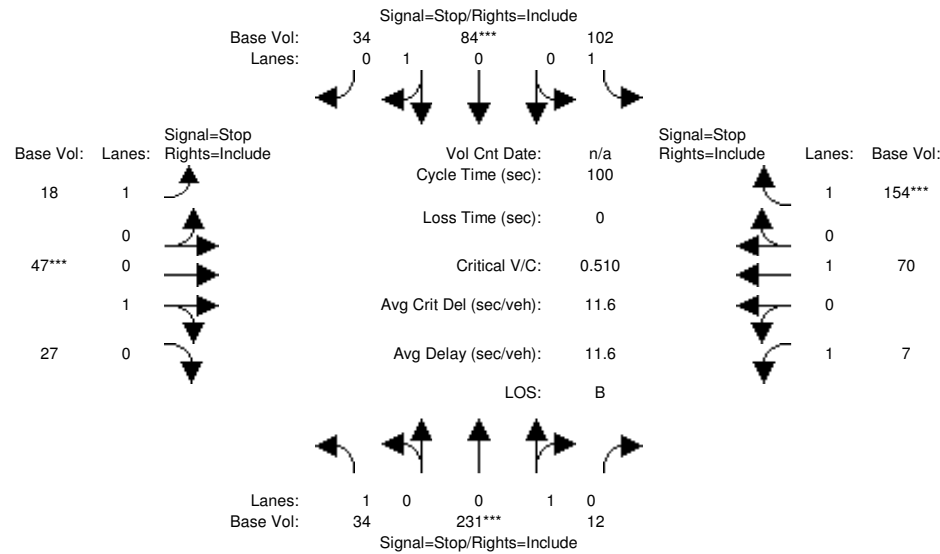 Signal=Stop/Rights=Include
Base Vol: 34 84*** 102
Lanes: 0 1 0 0 1
Signal=Stop
Base Vol: Lanes: Rights=Include
Vol Cnt Date: n/a
Signal=Stop
Rights=Include Lanes: Base Vol:
Cycle Time (sec): 100
18 1
1 154***
Loss Time (sec): 0
0
0
47*** 0
Critical V/C: 0.510
1 70
1
Avg Crit Del (sec/veh): 11.6
0
27 0
Avg Delay (sec/veh): 11.6
1 7
LOS: B
Lanes: 1 0 0 1 0
Base Vol: 34 231*** 12
Signal=Stop/Rights=Include